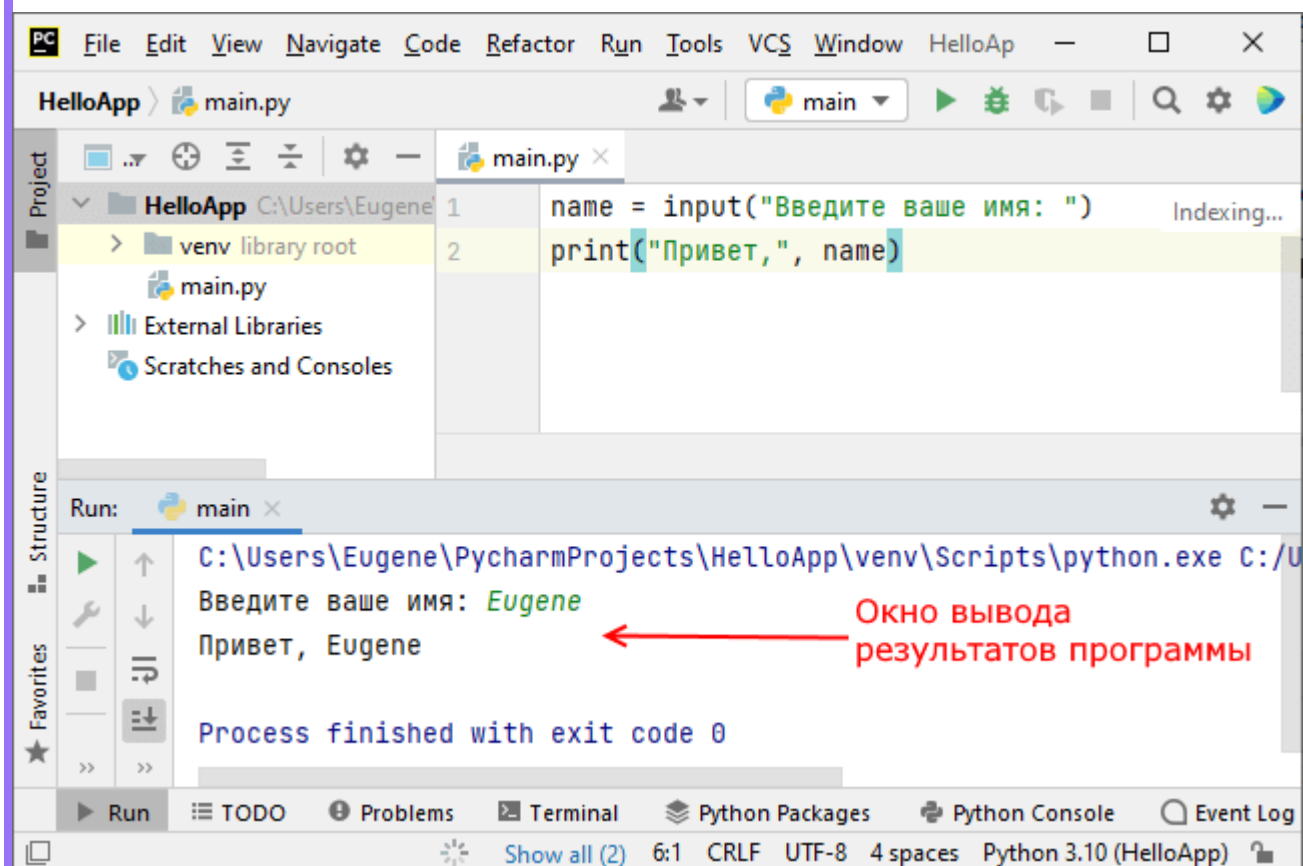 PC File Edit View Navigate Code Refactor Run Tools VCS Window HelloAp
HelloApp main.py main
Project
.. main.py
HelloApp C:\Users\Eugene\
venv library root
main.py
External Libraries
Scratches and Consoles
1 name = input("Введите ваше имя: ")
Indexing...
2 print("Привет,", name)
Structure
Favorites
Run: main
C:\Users\Eugene\PycharmProjects\HelloApp\venv\Scripts\python.exe C:/U
Введите ваше имя: Eugene
Привет, Eugene
Окно вывода
результатов программы
Process finished with exit code 0
Run TODO Problems Terminal Python Packages Python Console Event Log
Show all (2) 6:1 CRLF UTF-8 4 spaces Python 3.10 (HelloApp)